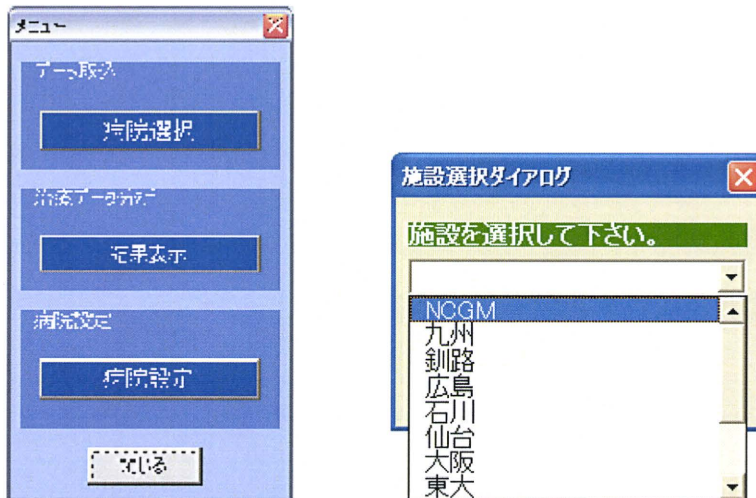 メニュー
データ取込
病院選択
治療データ分析
結果表示
病院設定
病院設定
閉じる
施設選択ダイアログ
施設を選択して下さい。
NCGM
九州
釧路
広島
石川
仙台
大阪
東大